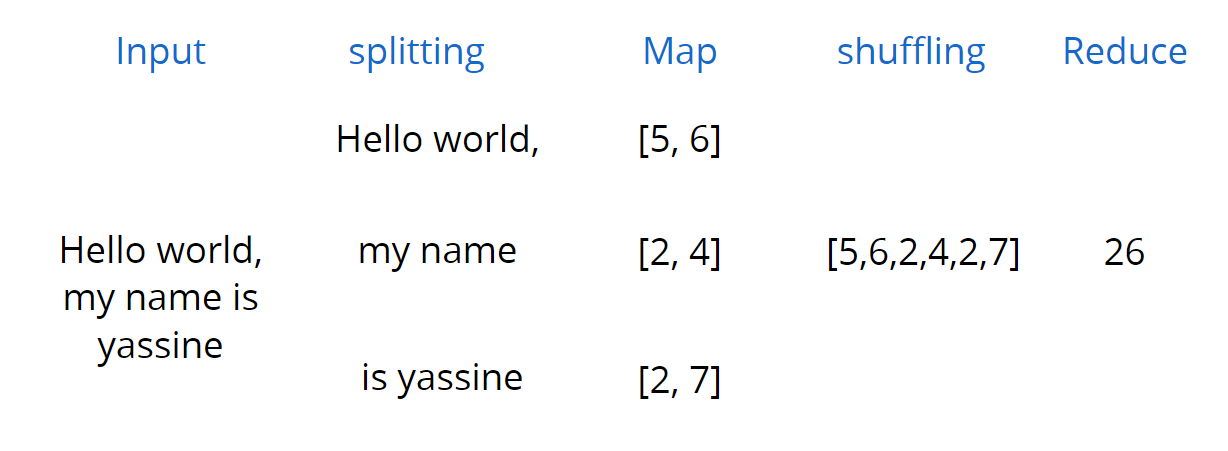 Input splitting Map shuffling Reduce
Hello world, [5, 6]
Hello world,
my name is
yassine
my name [2, 4] [5,6,2,4,2,7] 26
is yassine [2, 7]